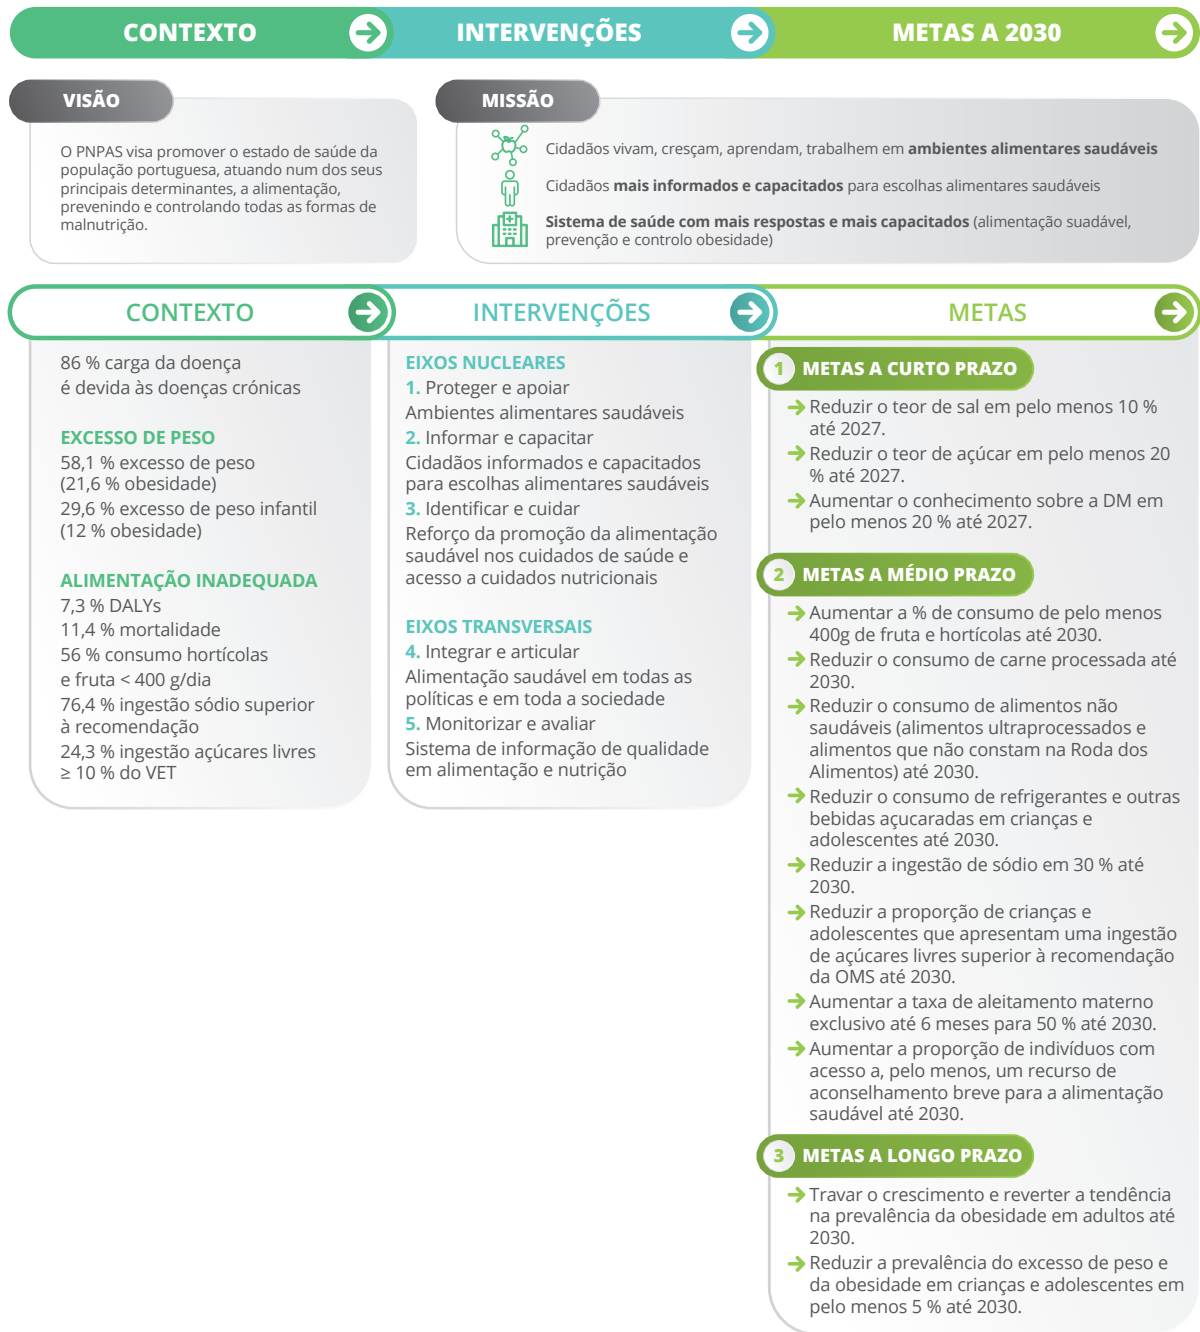 CONTEXTO
INTERVENÇÕES
METAS A 2030
VISÃO
O PNPAS visa promover o estado de saúde da
população portuguesa, atuando num dos seus
principais determinantes, a alimentação,
prevenindo e controlando todas as formas de
malnutrição.
MISSÃO
Cidadãos vivam, cresçam, aprendam, trabalhem em ambientes alimentares saudáveis
Cidadãos mais informados e capacitados para escolhas alimentares saudáveis
Sistema de saúde com mais respostas e mais capacitados (alimentação suadável,
prevenção e controlo obesidade)
CONTEXTO
86 % carga da doença
é devida às doenças crónicas
EXCESSO DE PESO
58,1 % excesso de peso
(21,6 % obesidade)
29,6 % excesso de peso infantil
(12 % obesidade)
ALIMENTAÇÃO INADEQUADA
7,3 % DALYs
11,4 % mortalidade
56 % consumo hortícolas
e fruta < 400 g/dia
76,4 % ingestão sódio superior
à recomendação
24,3 % ingestão açúcares livres
≥ 10 % do VET
INTERVENÇÕES
EIXOS NUCLEARES
1. Proteger e apoiar
Ambientes alimentares saudáveis
2. Informar e capacitar
Cidadãos informados e capacitados
para escolhas alimentares saudáveis
3. Identificar e cuidar
Reforço da promoção da alimentação
saudável nos cuidados de saúde e
acesso a cuidados nutricionais
EIXOS TRANSVERSAIS
4. Integrar e articular
Alimentação saudável em todas as
políticas e em toda a sociedade
5. Monitorizar e avaliar
Sistema de informação de qualidade
em alimentação e nutrição
METAS
1 METAS A CURTO PRAZO
Reduzir o teor de sal em pelo menos 10 %
até 2027.
Reduzir o teor de açúcar em pelo menos 20
% até 2027.
Aumentar o conhecimento sobre a DM em
pelo menos 20 % até 2027.
2 METAS A MÉDIO PRAZO
Aumentar a % de consumo de pelo menos
400g de fruta e hortícolas até 2030.
Reduzir o consumo de carne processada até
2030.
Reduzir o consumo de alimentos não
saudáveis (alimentos ultraprocessados e
alimentos que não constam na Roda dos
Alimentos) até 2030.
Reduzir o consumo de refrigerantes e outras
bebidas açucaradas em crianças e
adolescentes até 2030.
Reduzir a ingestão de sódio em 30 % até
2030.
Reduzir a proporção de crianças e
adolescentes que apresentam uma ingestão
de açúcares livres superior à recomendação
da OMS até 2030.
Aumentar a taxa de aleitamento materno
exclusivo até 6 meses para 50 % até 2030.
Aumentar a proporção de indivíduos com
acesso a, pelo menos, um recurso de
aconselhamento breve para a alimentação
saudável até 2030.
3 METAS A LONGO PRAZO
Travar o crescimento e reverter a tendência
na prevalência da obesidade em adultos até
2030.
Reduzir a prevalência do excesso de peso e
da obesidade em crianças e adolescentes em
pelo menos 5 % até 2030.